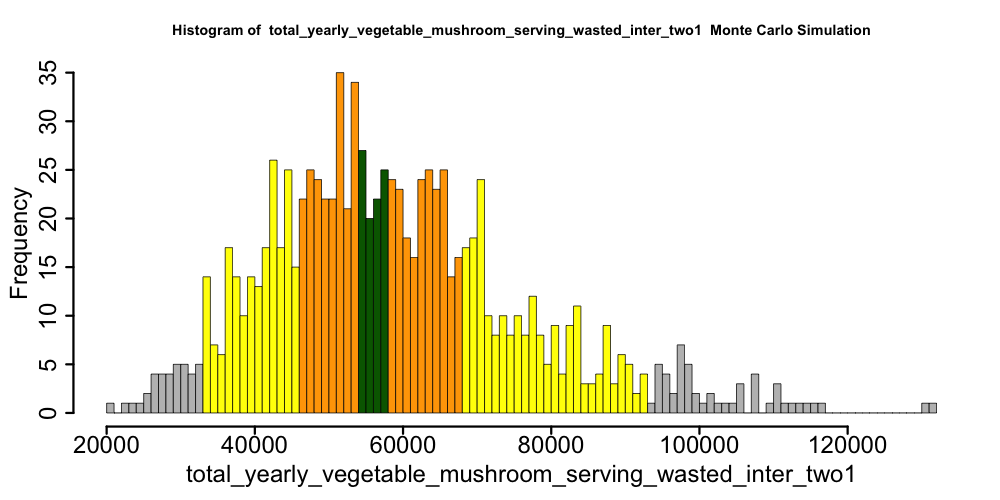 Histogram of total_yearly_vegetable_mushroom_serving_wasted_inter_two1 Monte Carlo Simulation
Frequency
35
30
25
20
15
10
5
0
20000 40000 60000 80000 100000 120000
total_yearly_vegetable_mushroom_serving_wasted_inter_two1